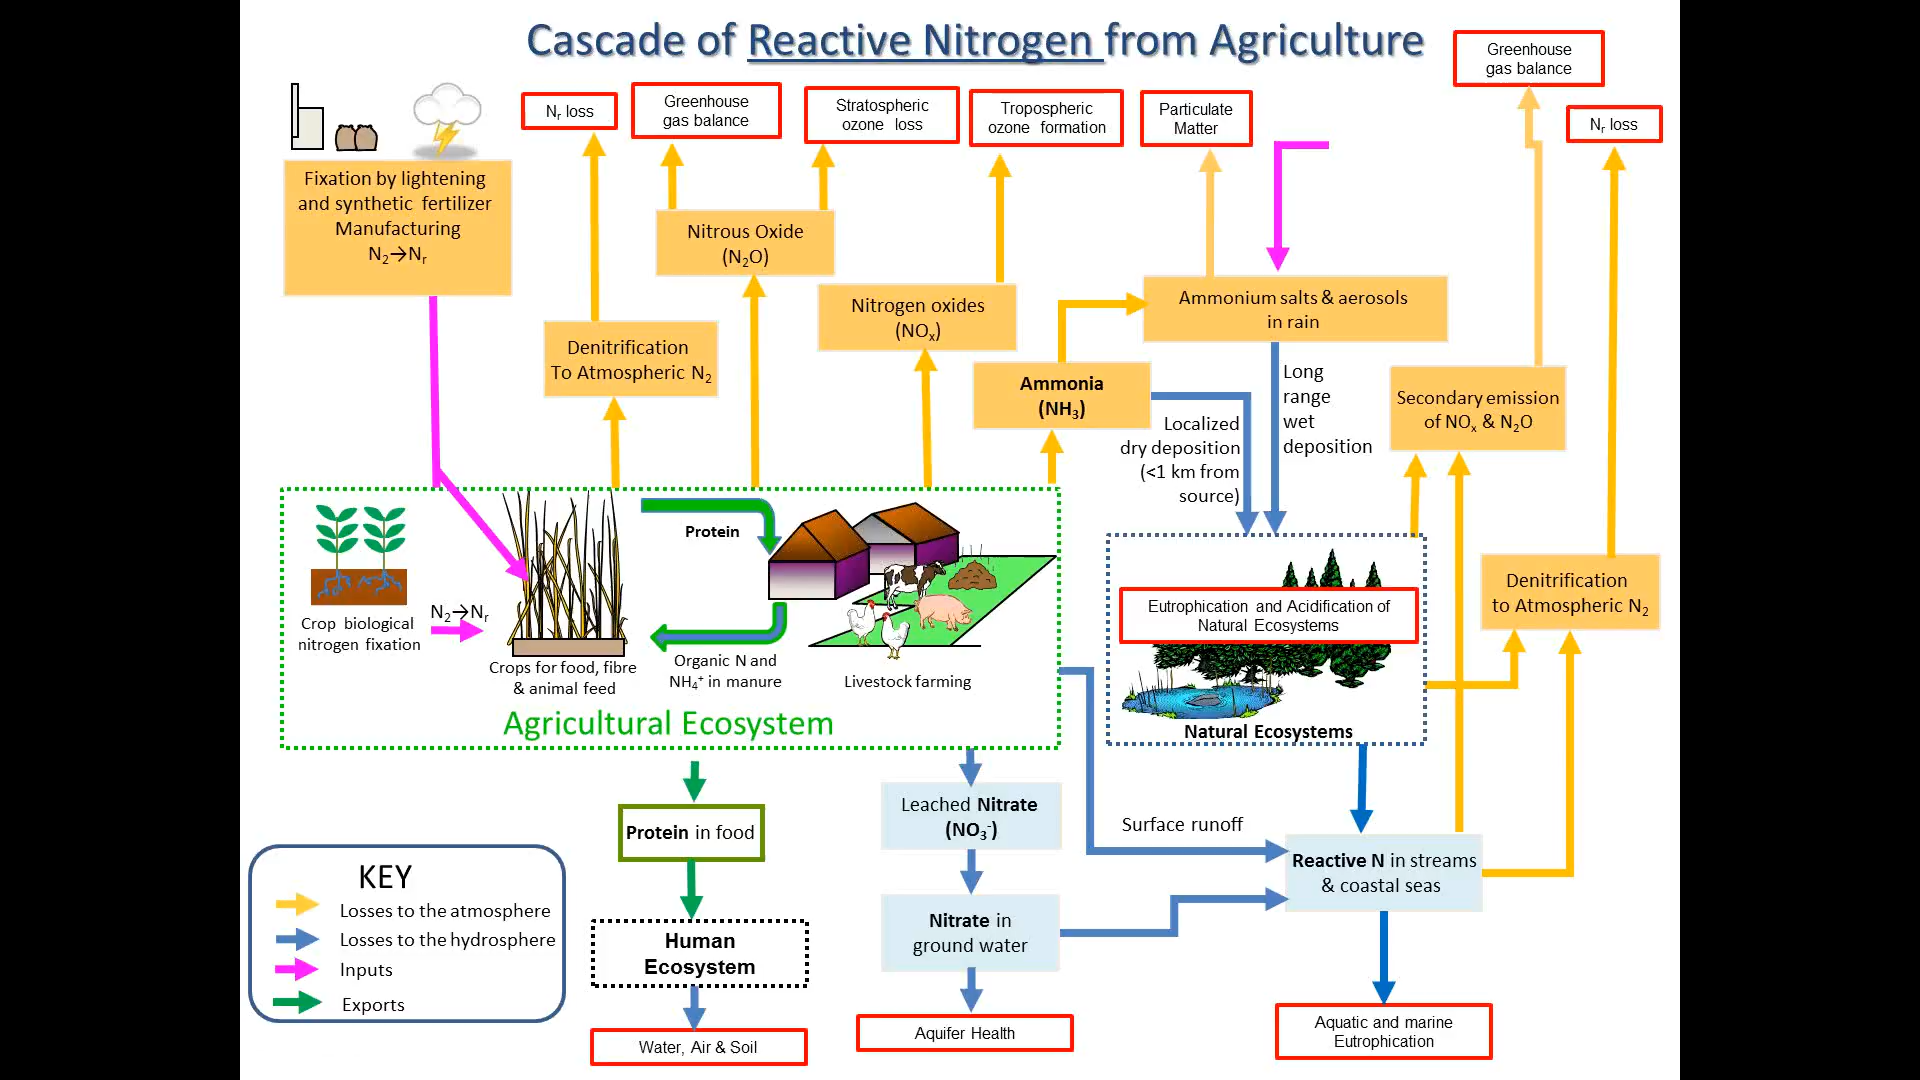 Cascade of Reactive Nitrogen from Agriculture
Greenhouse
gas balance
Nr loss
Greenhouse
gas balance
Stratospheric
ozone loss
Tropospheric
ozone formation
Particulate
Matter
Nr loss
Fixation by lightening
and synthetic fertilizer
Manufacturing
N2→Nr
Nitrous Oxide
(N2O)
Nitrogen oxides
(NOx)
Ammonium salts & aerosols
in rain
Denitrification
To Atmospheric N2
Ammonia
(NH3)
Long
range
wet
deposition
Localized
dry deposition
(<1 km from
source)
Secondary emission
of NOx & N2O
Protein
Crop biological
nitrogen fixation
N2→Nr
Crops for food, fibre
& animal feed
Organic N and
NH4+ in manure
Livestock farming
Agricultural Ecosystem
Eutrophication and Acidification of
Natural Ecosystems
Natural Ecosystems
Denitrification
to Atmospheric N2
Protein in food
Leached Nitrate
(NO3-)
Surface runoff
Reactive N in streams
& coastal seas
Human
Ecosystem
Nitrate in
ground water
Water, Air & Soil
Aquifer Health
Aquatic and marine
Eutrophication
KEY
Losses to the atmosphere
Losses to the hydrosphere
Inputs
Exports